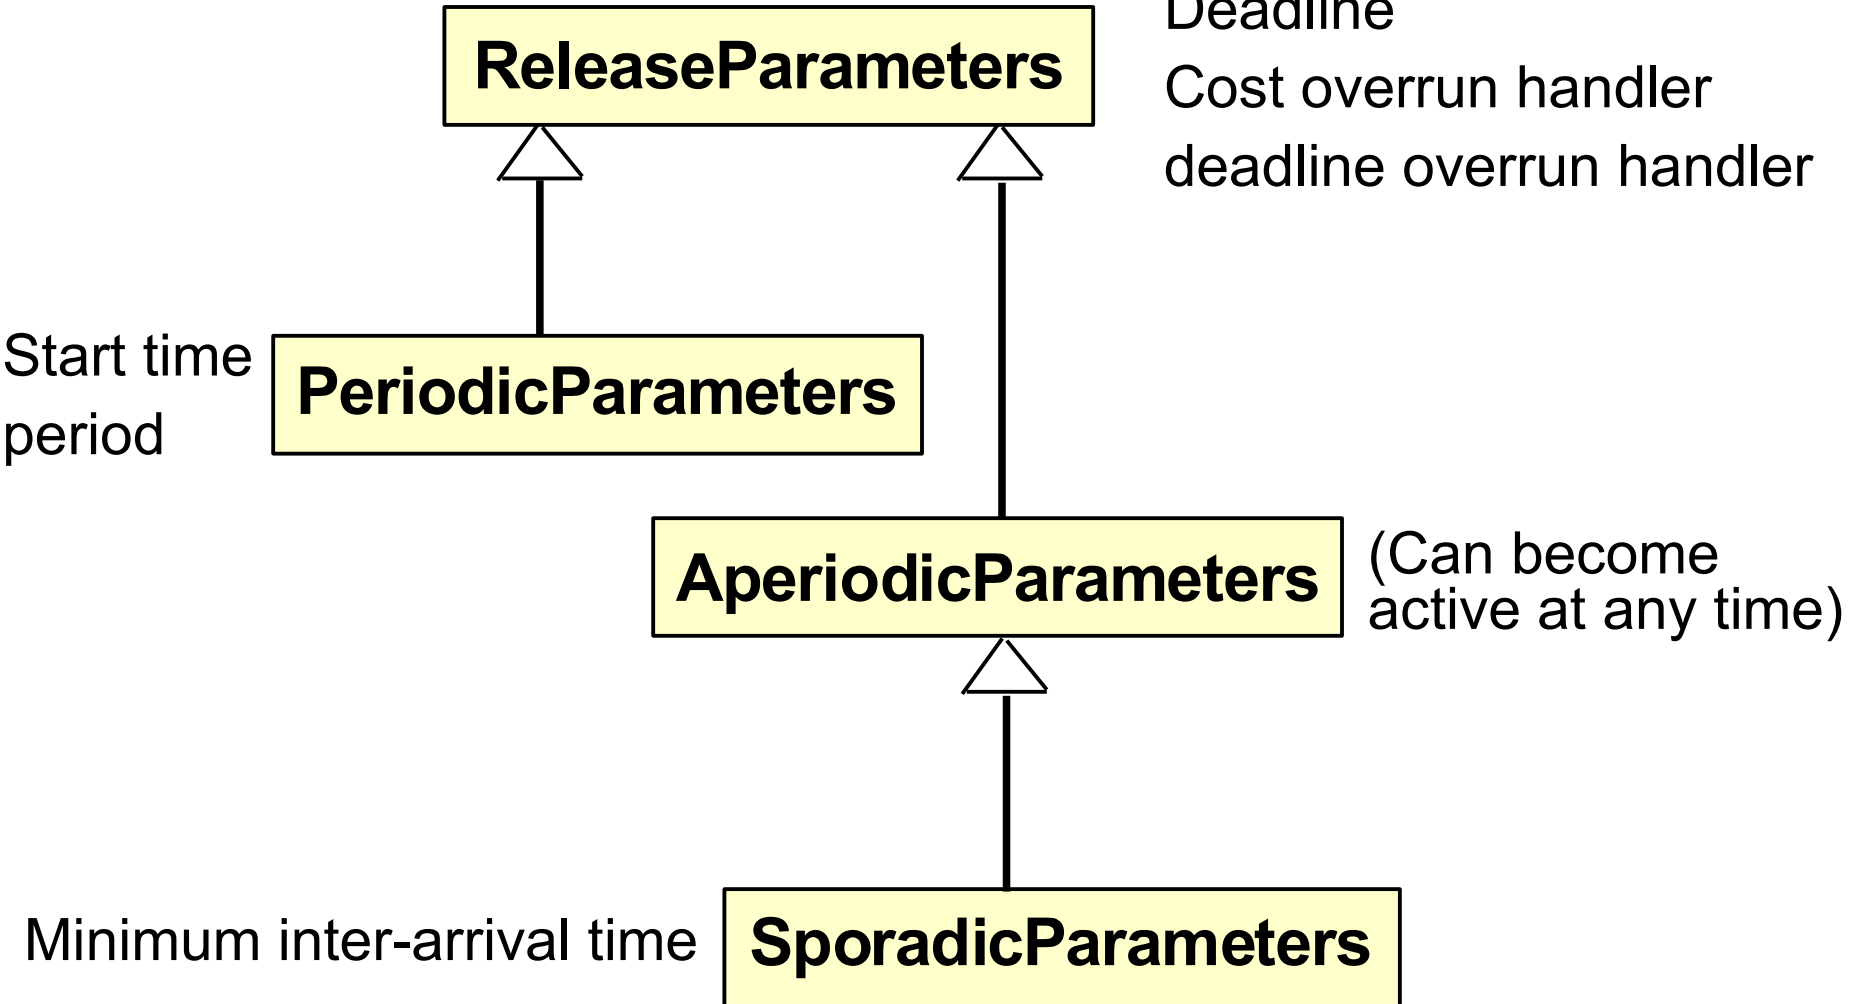 Deadline
ReleaseParameters
Cost overrun handler
deadline overrun handler
Start time
period
PeriodicParameters
AperiodicParameters
(Can become
active at any time)
Minimum inter-arrival time
SporadicParameters